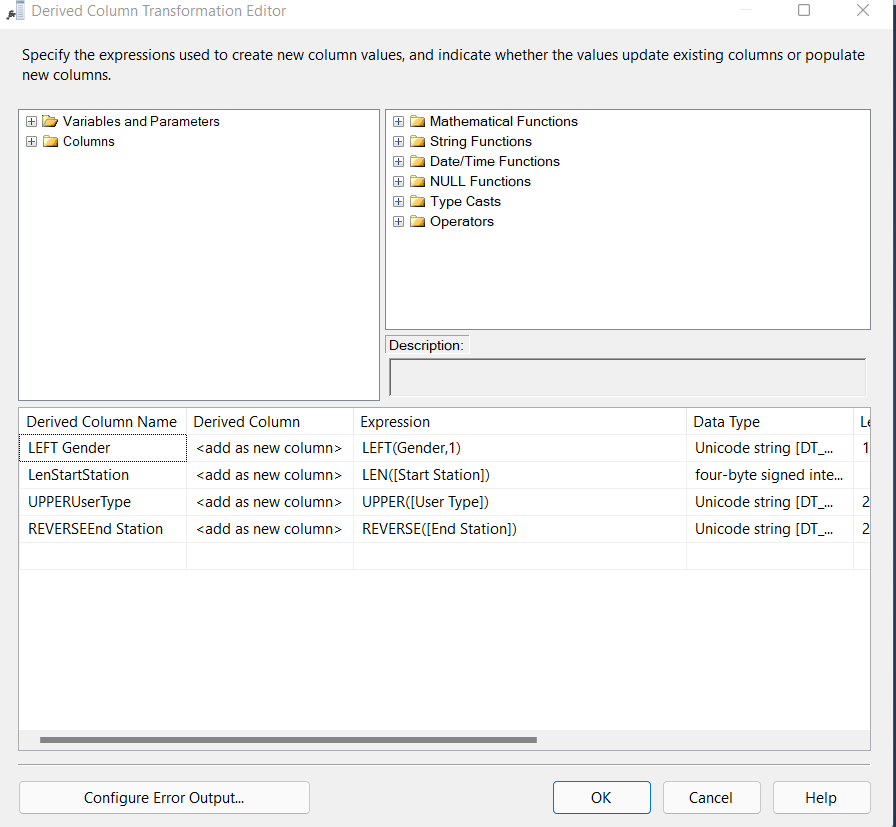 Derived Column Transformation Editor
Specify the expressions used to create new column values, and indicate whether the values update existing columns or populate
new columns.
Variables and Parameters
Columns
Mathematical Functions
String Functions
Date/Time Functions
NULL Functions
Type Casts
Operators
Description:
Derived Column Name Derived Column Expression Data Type Le
LEFT Gender <add as new column> LEFT(Gender,1) Unicode string [DT_... 1
LenStartStation <add as new column> LEN([Start Station]) four-byte signed inte...
UPPERUserType <add as new column> UPPER([User Type]) Unicode string [DT_... 2
REVERSEEnd Station <add as new column> REVERSE([End Station]) Unicode string [DT_... 2
Configure Error Output... OK Cancel Help